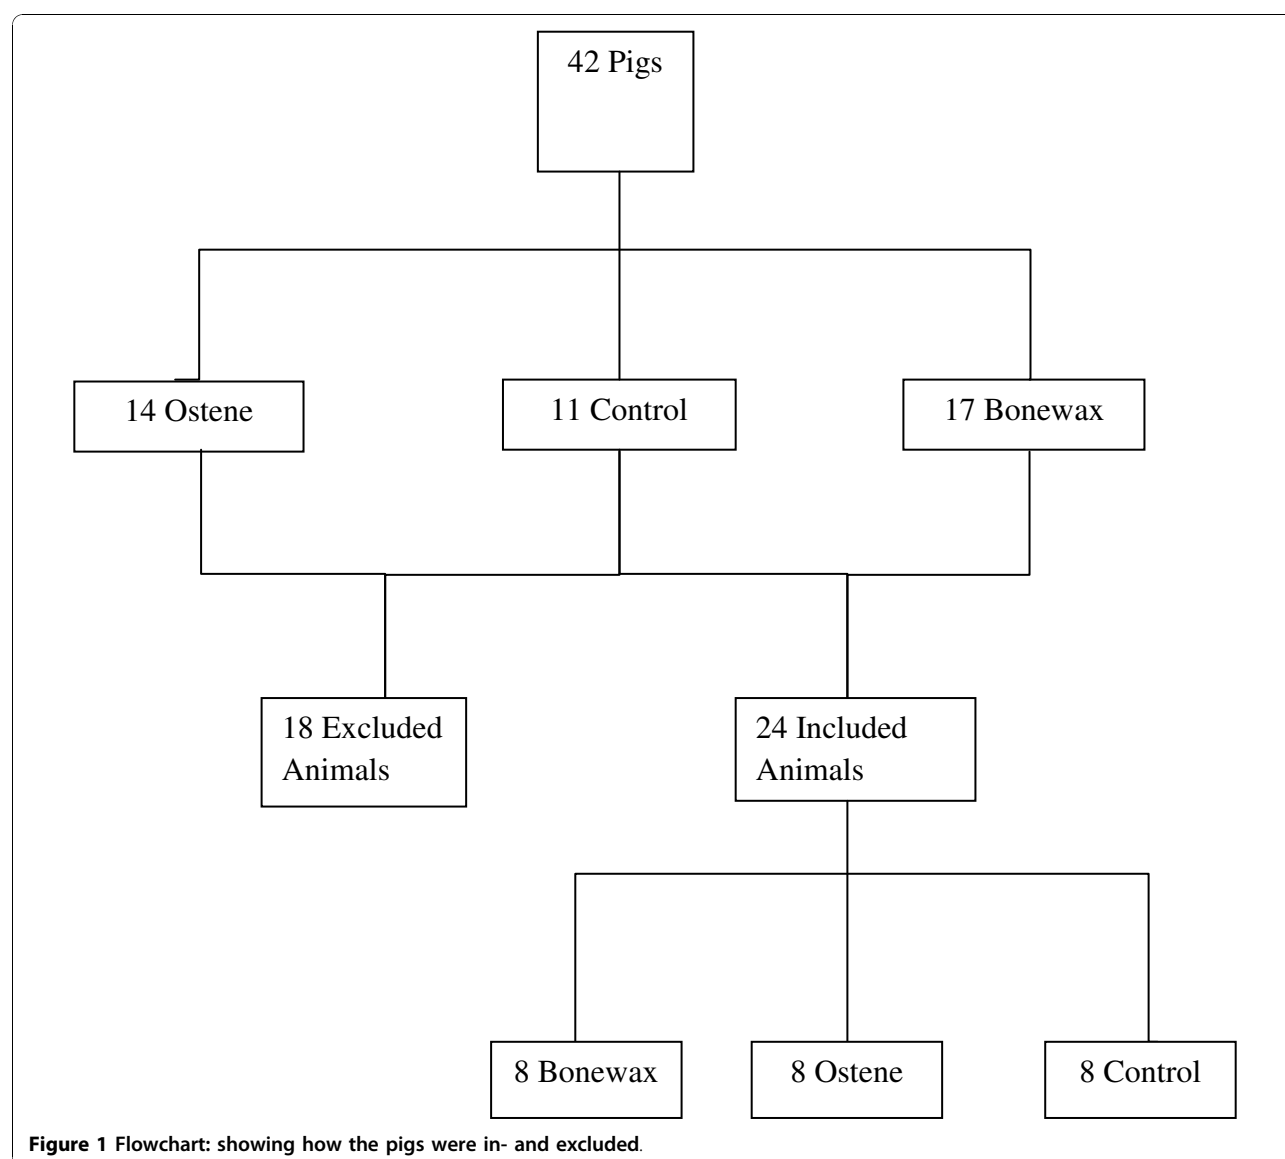 42 Pigs
14 Ostene
11 Control
17 Bonewax
18 Excluded
Animals
24 Included
Animals
8 Bonewax
8 Ostene
8 Control
Figure 1 Flowchart: showing how the pigs were in- and excluded.